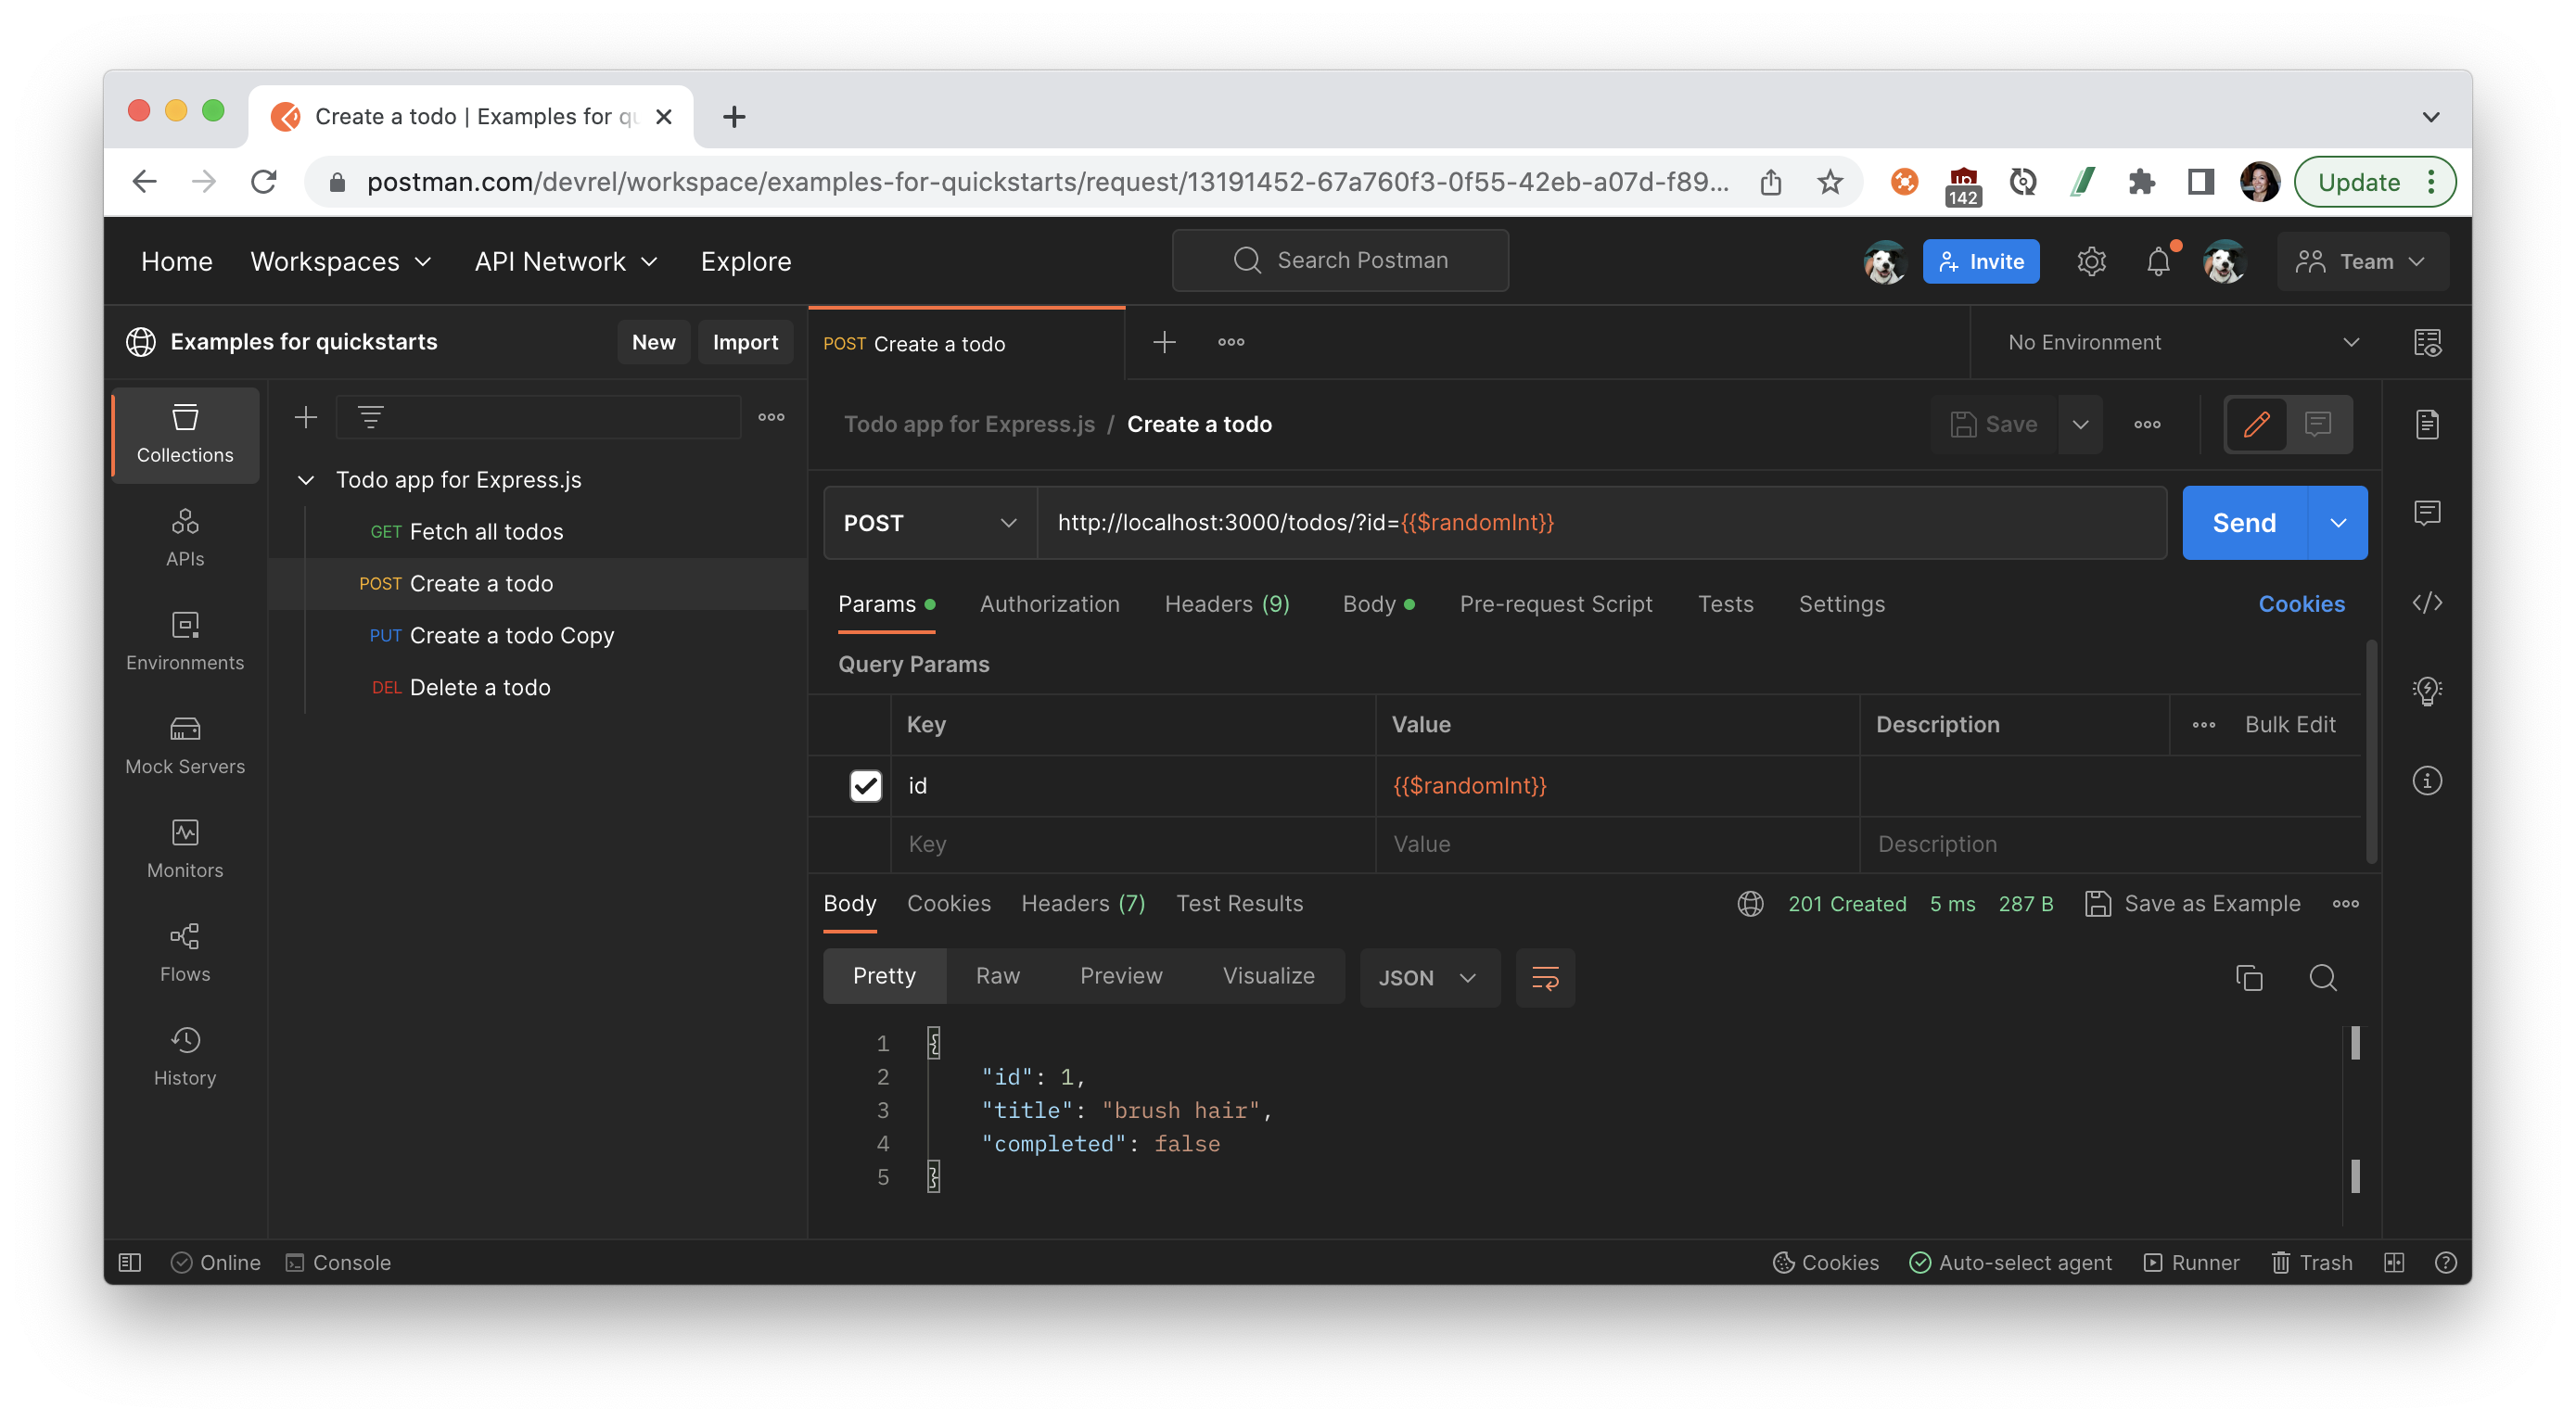 Create a todo | Examples for qu
postman.com/devrel/workspace/examples-for-quickstarts/request/13191452-67a760f3-0f55-42eb-a07d-f89...
142
Update
Home
Workspaces
API Network
Explore
Search Postman
Invite
Team
Examples for quickstarts
New
Import
POST Create a todo
No Environment
Collections
APIs
Environments
Mock Servers
Monitors
Flows
History
Todo app for Express.js
GET Fetch all todos
POST Create a todo
PUT Create a todo Copy
DEL Delete a todo
Todo app for Express.js / Create a todo
Save
POST
http://localhost:3000/todos/?id={{$randomInt}}
Send
Params
Authorization
Headers (9)
Body
Pre-request Script
Tests
Settings
Cookies
Query Params
Key
Value
Description
Bulk Edit
id
{{$randomInt}}
Key
Value
Description
Body
Cookies
Headers (7)
Test Results
201 Created
5 ms
287 B
Save as Example
Pretty
Raw
Preview
Visualize
JSON
1 {
2 "id": 1,
3 "title": "brush hair",
4 "completed": false
5 }
Online
Console
Cookies
Auto-select agent
Runner
Trash